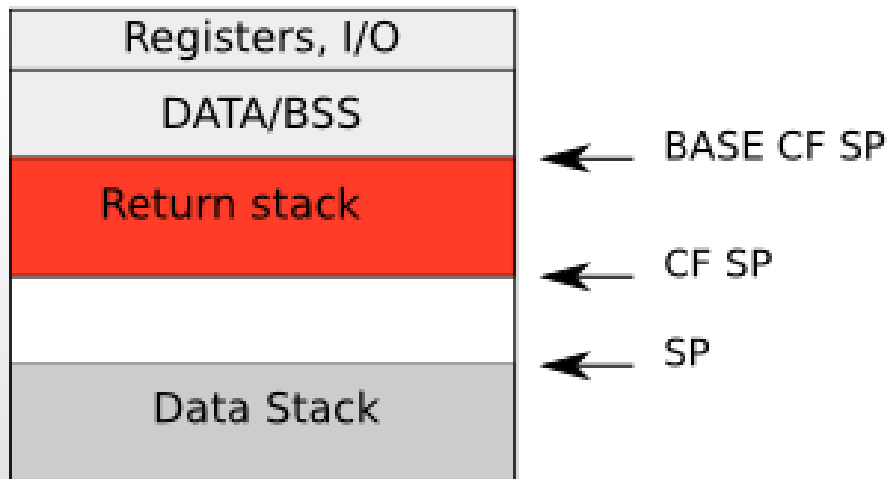 Registers, I/O
DATA/BSS
BASE CF SP
Return stack
CF SP
SP
Data Stack